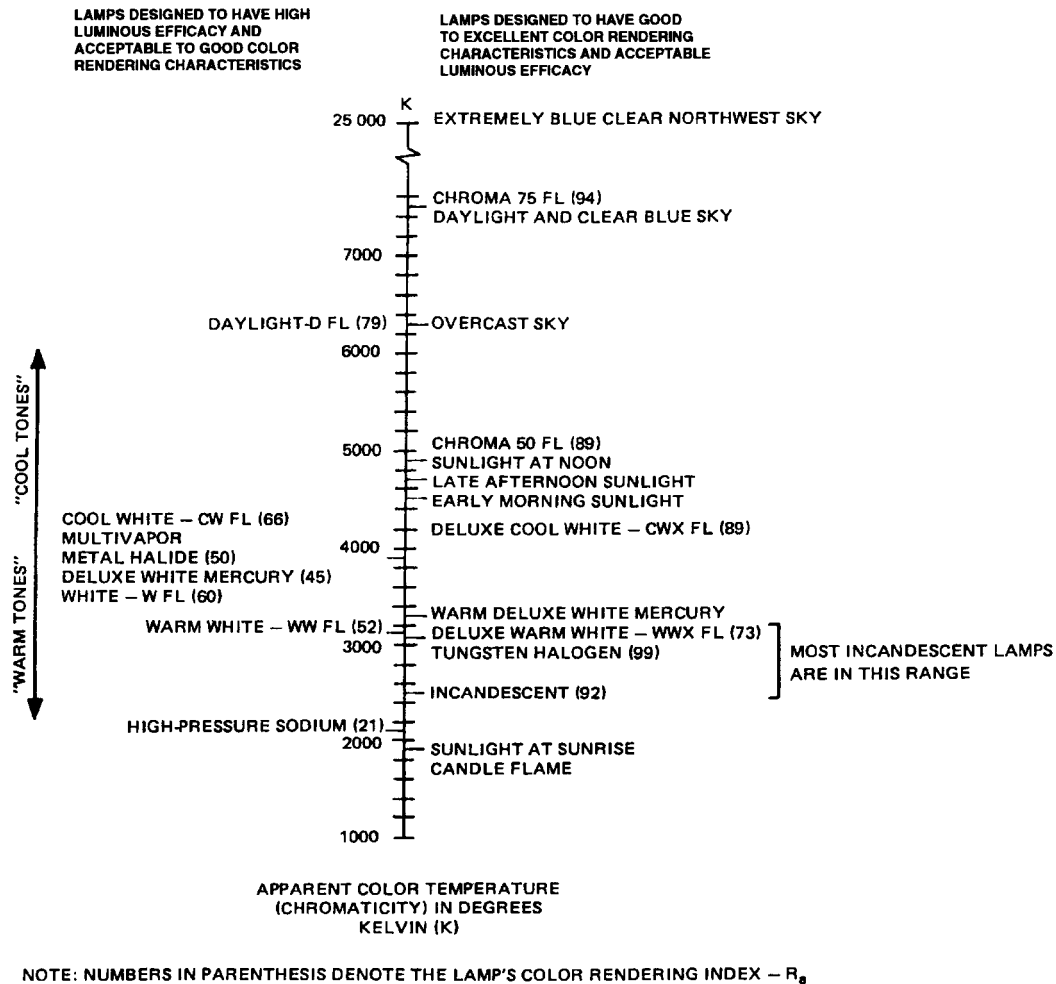 LAMPS DESIGNED TO HAVE HIGH
LUMINOUS EFFICACY AND
ACCEPTABLE TO GOOD COLOR
RENDERING CHARACTERISTICS
LAMPS DESIGNED TO HAVE GOOD
TO EXCELLENT COLOR RENDERING
CHARACTERISTICS AND ACCEPTABLE
LUMINOUS EFFICACY
K
25 000
EXTREMELY BLUE CLEAR NORTHWEST SKY
CHROMA 75 FL (94)
DAYLIGHT AND CLEAR BLUE SKY
7000
DAYLIGHT-D FL (79)
OVERCAST SKY
6000
"COOL TONES"
5000
CHROMA 50 FL (89)
SUNLIGHT AT NOON
LATE AFTERNOON SUNLIGHT
EARLY MORNING SUNLIGHT
COOL WHITE – CW FL (66)
MULTIVAPOR
METAL HALIDE (50)
DELUXE WHITE MERCURY (45)
WHITE – W FL (60)
DELUXE COOL WHITE – CWX FL (89)
4000
"WARM TONES"
WARM DELUXE WHITE MERCURY
WARM WHITE – WW FL (52)
DELUXE WARM WHITE – WWX FL (73)
3000
TUNGSTEN HALOGEN (99)
MOST INCANDESCENT LAMPS
ARE IN THIS RANGE
INCANDESCENT (92)
HIGH-PRESSURE SODIUM (21)
2000
SUNLIGHT AT SUNRISE
CANDLE FLAME
1000
APPARENT COLOR TEMPERATURE
(CHROMATICITY) IN DEGREES
KELVIN (K)
NOTE: NUMBERS IN PARENTHESIS DENOTE THE LAMP'S COLOR RENDERING INDEX – Ra